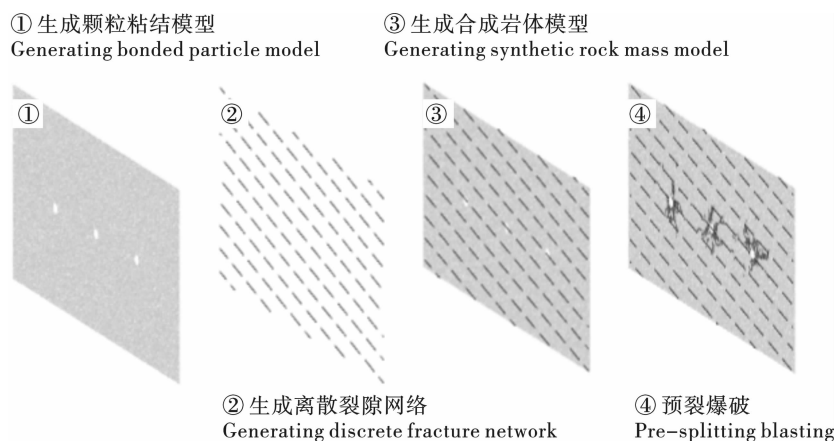 ① 生成颗粒粘结模型
Generating bonded particle model
③ 生成合成岩体模型
Generating synthetic rock mass model
①
②
③
④
② 生成离散裂隙网络
Generating discrete fracture network
④ 预裂爆破
Pre-splitting blasting